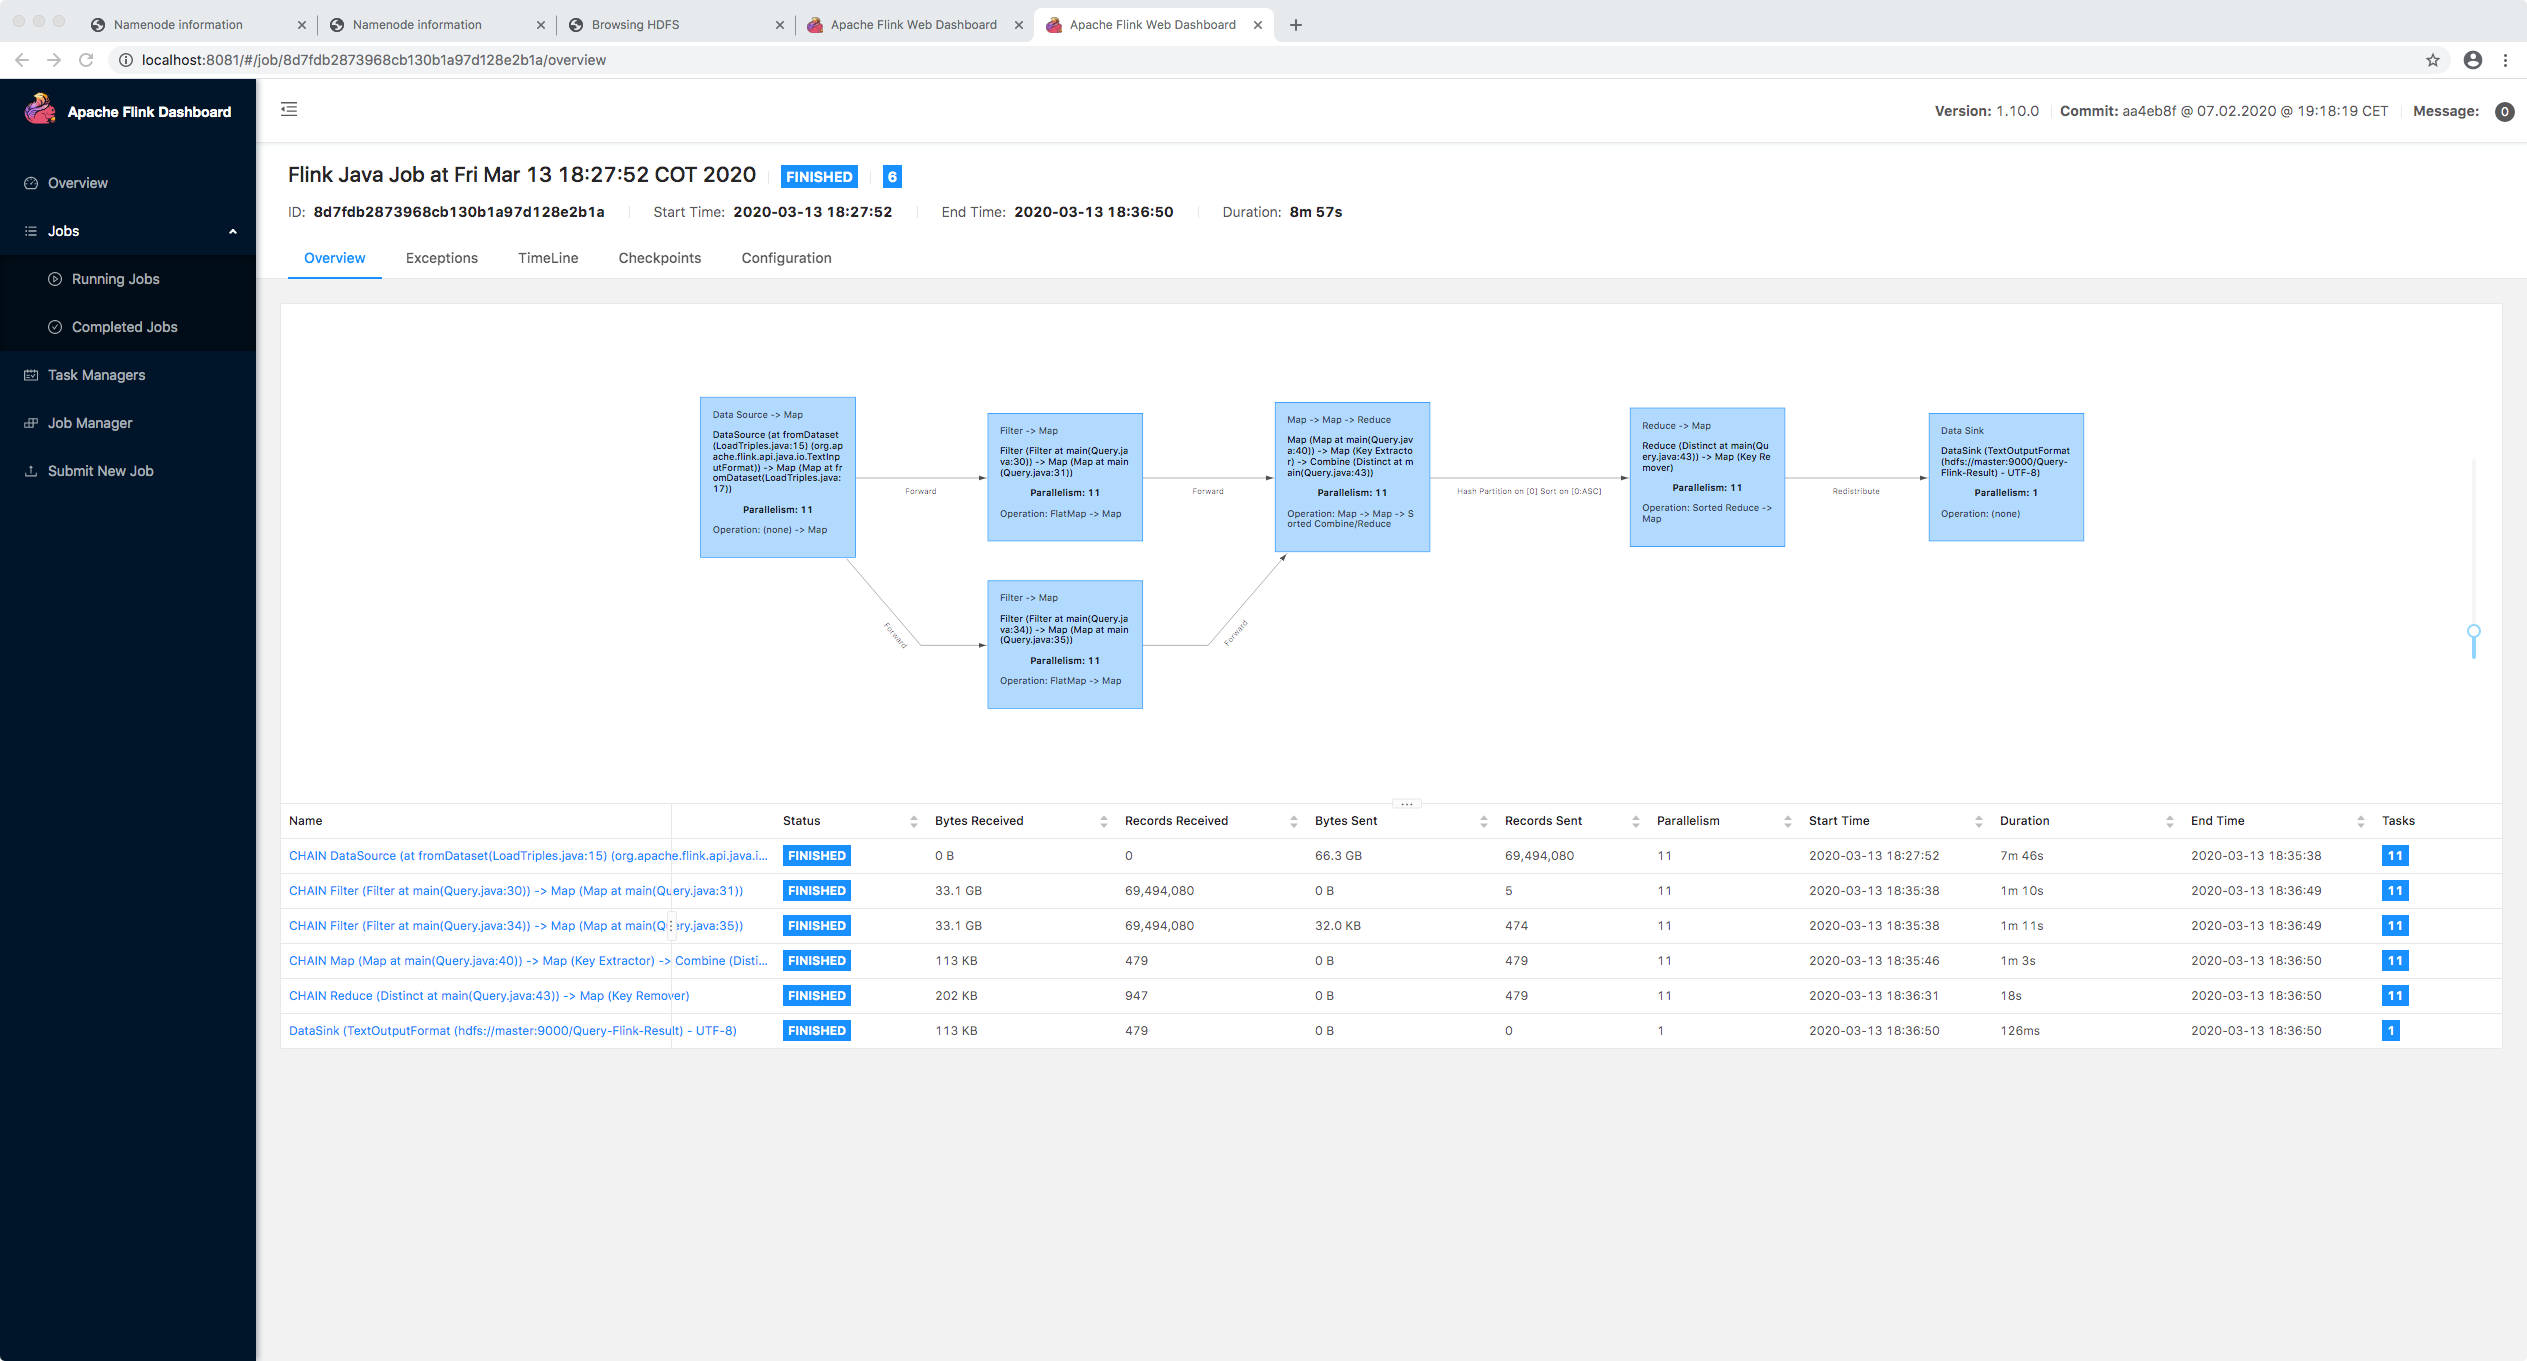 Namenode information
Namenode information
Browsing HDFS
Apache Flink Web Dashboard
Apache Flink Web Dashboard
localhost:8081/#/job/8d7fdb2873968cb130b1a97d128e2b1a/overview
Apache Flink Dashboard
Version: 1.10.0 Commit: aa4eb8f @ 07.02.2020 @ 19:18:19 CET Message: 0
Overview
Jobs
Running Jobs
Completed Jobs
Task Managers
Job Manager
Submit New Job
Flink Java Job at Fri Mar 13 18:27:52 COT 2020 FINISHED 6
ID: 8d7fdb2873968cb130b1a97d128e2b1a Start Time: 2020-03-13 18:27:52 End Time: 2020-03-13 18:36:50 Duration: 8m 57s
Overview Exceptions TimeLine Checkpoints Configuration
Data Source -> Map
DataSource (at fromDataset
(LoadTriples.java:15) (org.ap
ache.flink.api.java.io.TextInp
utFormat)) -> Map (Map at fr
omDataset(LoadTriples.java:
17))
Parallelism: 11
Operation: (none) -> Map
Forward
Filter -> Map
Filter (Filter at main(Query.ja
va:30)) -> Map (Map at main
(Query.java:31))
Parallelism: 11
Operation: FlatMap -> Map
Forward
Map -> Map -> Reduce
Map (Map at main(Query.jav
a:40)) -> Map (Key Extracto
r) -> Combine (Distinct at m
ain(Query.java:43))
Parallelism: 11
Operation: Map -> Map -> S
orted Combine/Reduce
Hash Partition on [0] Sort on [0:ASC]
Reduce -> Map
Reduce (Distinct at main(Qu
ery.java:43)) -> Map (Key Re
mover)
Parallelism: 11
Operation: Sorted Reduce ->
Map
Redistribute
Data Sink
DataSink (TextOutputFormat
(hdfs://master:9000/Query-
Flink-Result) - UTF-8)
Parallelism: 1
Operation: (none)
Forward
Filter -> Map
Filter (Filter at main(Query.ja
va:34)) -> Map (Map at main
(Query.java:35))
Parallelism: 11
Operation: FlatMap -> Map
Forward
Name Status Bytes Received Records Received Bytes Sent Records Sent Parallelism Start Time Duration End Time Tasks
CHAIN DataSource (at fromDataset(LoadTriples.java:15) (org.apache.flink.api.java.i... FINISHED 0 B 0 66.3 GB 69,494,080 11 2020-03-13 18:27:52 7m 46s 2020-03-13 18:35:38 11
CHAIN Filter (Filter at main(Query.java:30)) -> Map (Map at main(Query.java:31)) FINISHED 33.1 GB 69,494,080 0 B 5 11 2020-03-13 18:35:38 1m 10s 2020-03-13 18:36:49 11
CHAIN Filter (Filter at main(Query.java:34)) -> Map (Map at main(Query.java:35)) FINISHED 33.1 GB 69,494,080 32.0 KB 474 11 2020-03-13 18:35:38 1m 11s 2020-03-13 18:36:49 11
CHAIN Map (Map at main(Query.java:40)) -> Map (Key Extractor) -> Combine (Disti... FINISHED 113 KB 479 0 B 479 11 2020-03-13 18:35:46 1m 3s 2020-03-13 18:36:50 11
CHAIN Reduce (Distinct at main(Query.java:43)) -> Map (Key Remover) FINISHED 202 KB 947 0 B 479 11 2020-03-13 18:36:31 18s 2020-03-13 18:36:50 11
DataSink (TextOutputFormat (hdfs://master:9000/Query-Flink-Result) - UTF-8) FINISHED 113 KB 479 0 B 0 1 2020-03-13 18:36:50 126ms 2020-03-13 18:36:50 1